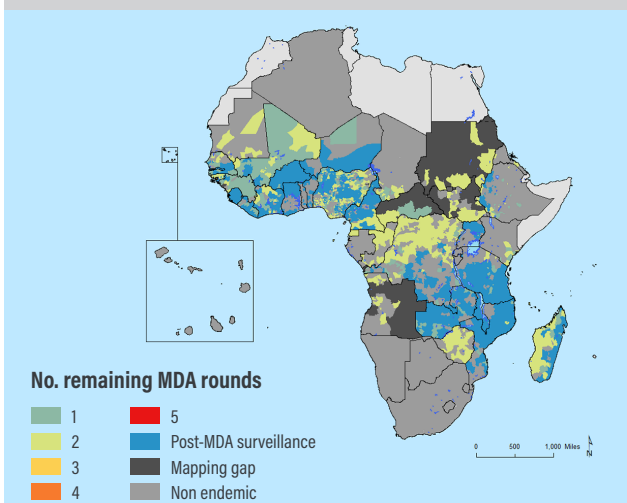 No. remaining MDA rounds
1
2
3
4
5
Post-MDA surveillance
Mapping gap
Non endemic
0 500 1,000 Miles
N